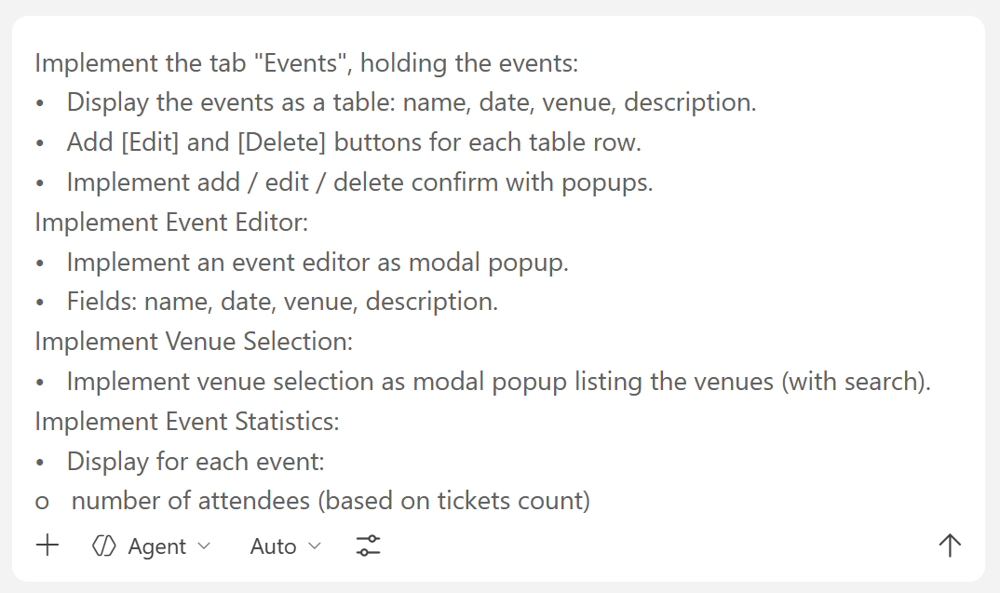 Implement the tab "Events", holding the events:
• Display the events as a table: name, date, venue, description.
• Add [Edit] and [Delete] buttons for each table row.
• Implement add / edit / delete confirm with popups.
Implement Event Editor:
• Implement an event editor as modal popup.
• Fields: name, date, venue, description.
Implement Venue Selection:
• Implement venue selection as modal popup listing the venues (with search).
Implement Event Statistics:
• Display for each event:
o number of attendees (based on tickets count)
Agent Auto